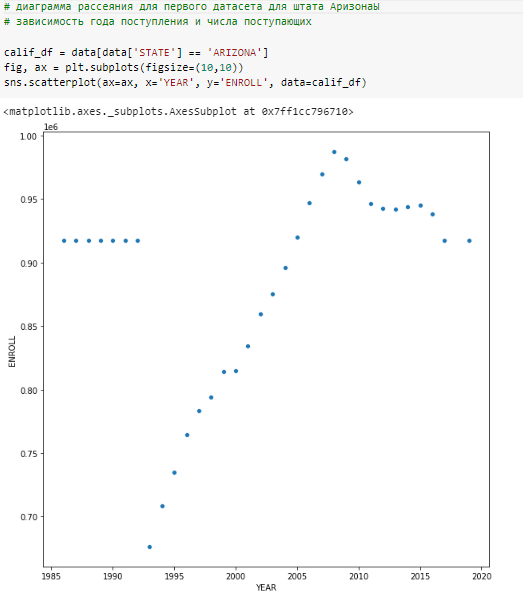 # диаграмма рассеяния для первого датасета для штата АризонаЫ
# зависимость года поступления и числа поступающих
calif_df = data[data['STATE'] == 'ARIZONA']
fig, ax = plt.subplots(figsize=(10,10))
sns.scatterplot(ax=ax, x='YEAR', y='ENROLL', data=calif_df)
<matplotlib.axes._subplots.AxesSubplot at 0x7ff1cc796710>
1e6
1.00
0.95
0.90
0.85
0.80
0.75
0.70
ENROLL
1985 1990 1995 2000 2005 2010 2015 2020
YEAR